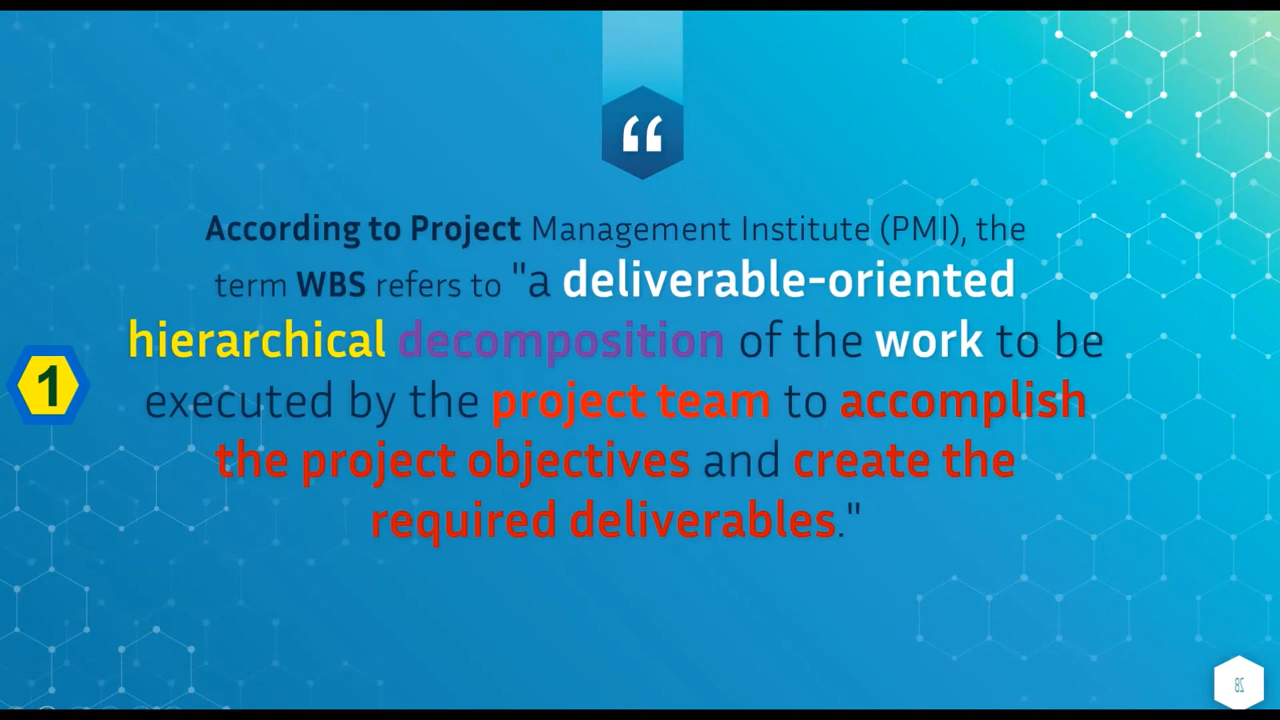 “
According to Project Management Institute (PMI), the
term WBS refers to "a deliverable-oriented
hierarchical decomposition of the work to be
executed by the project team to accomplish
the project objectives and create the
required deliverables."
1
28